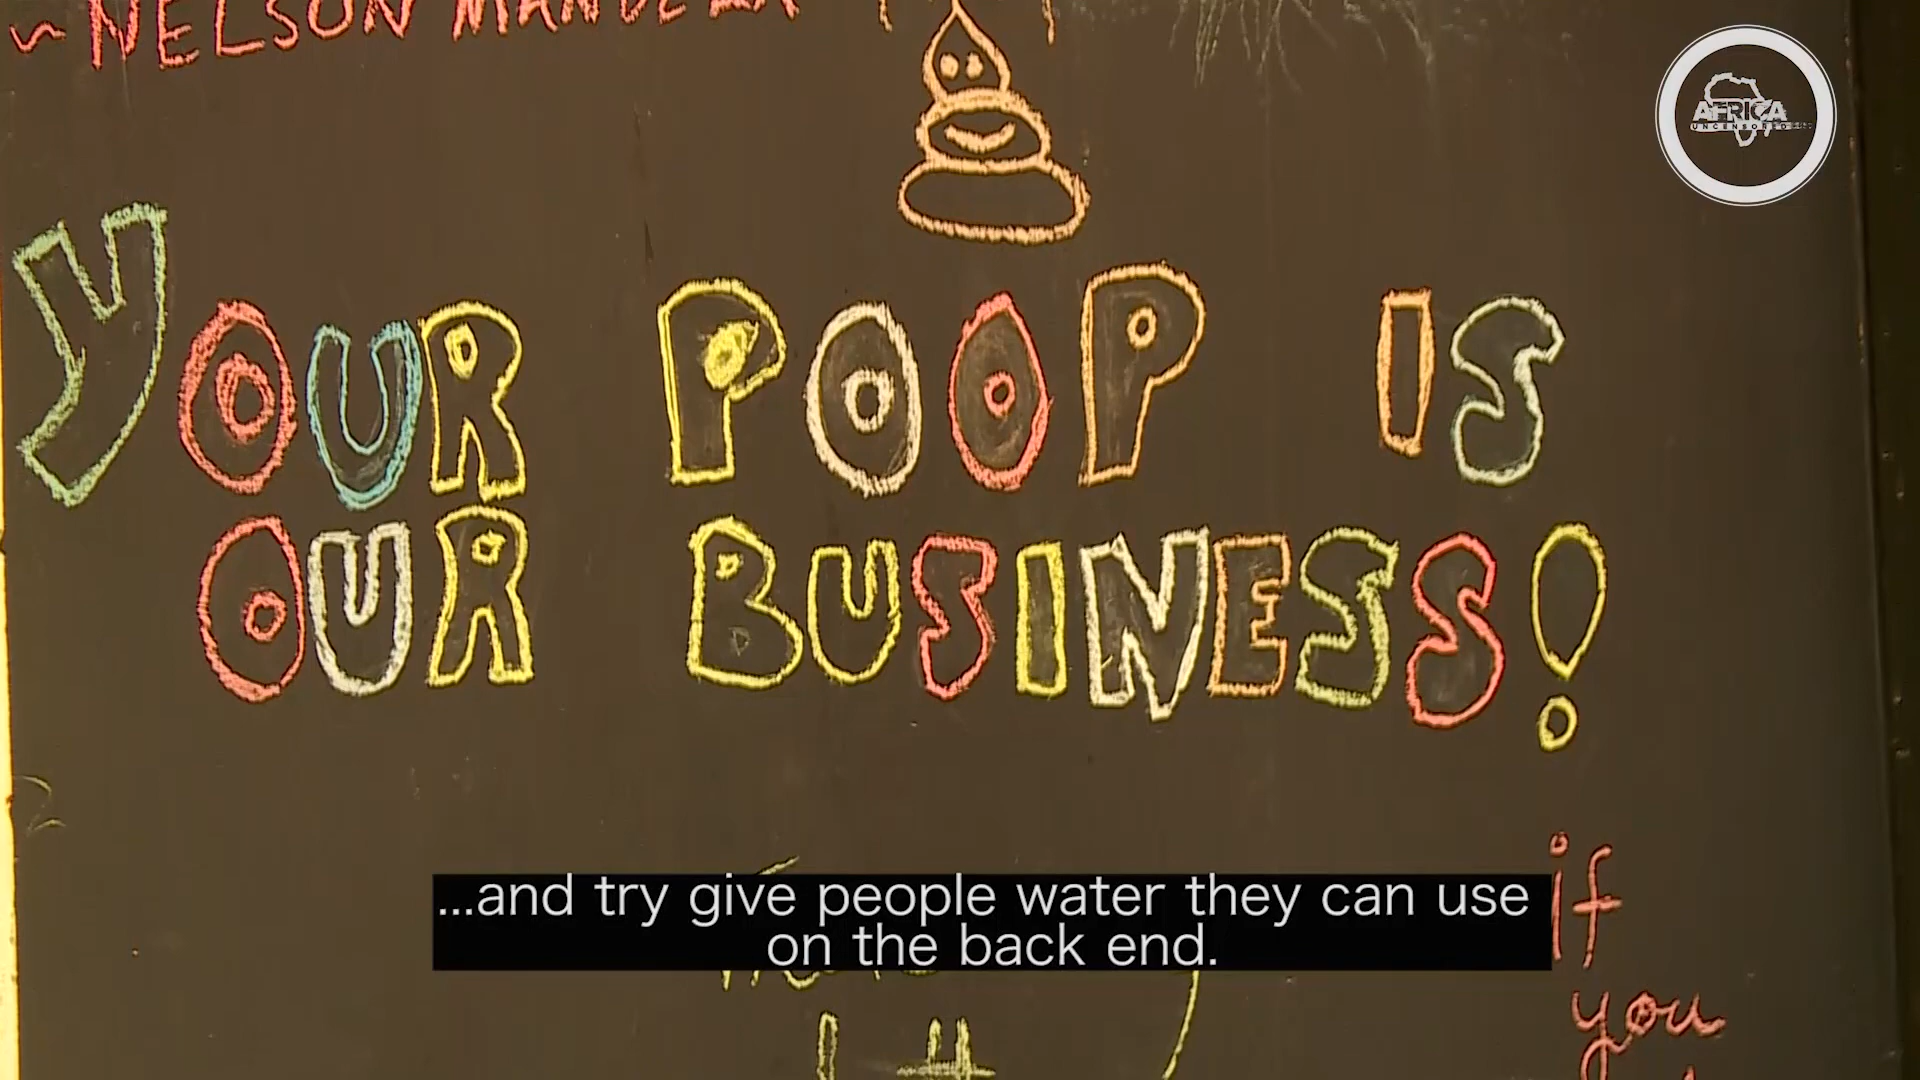 ~ NELSON MANDELA
AFRICA
UNCENSORED
YOUR POOP IS
OUR BUSINESS!
...and try give people water they can use
on the back end.
if
you